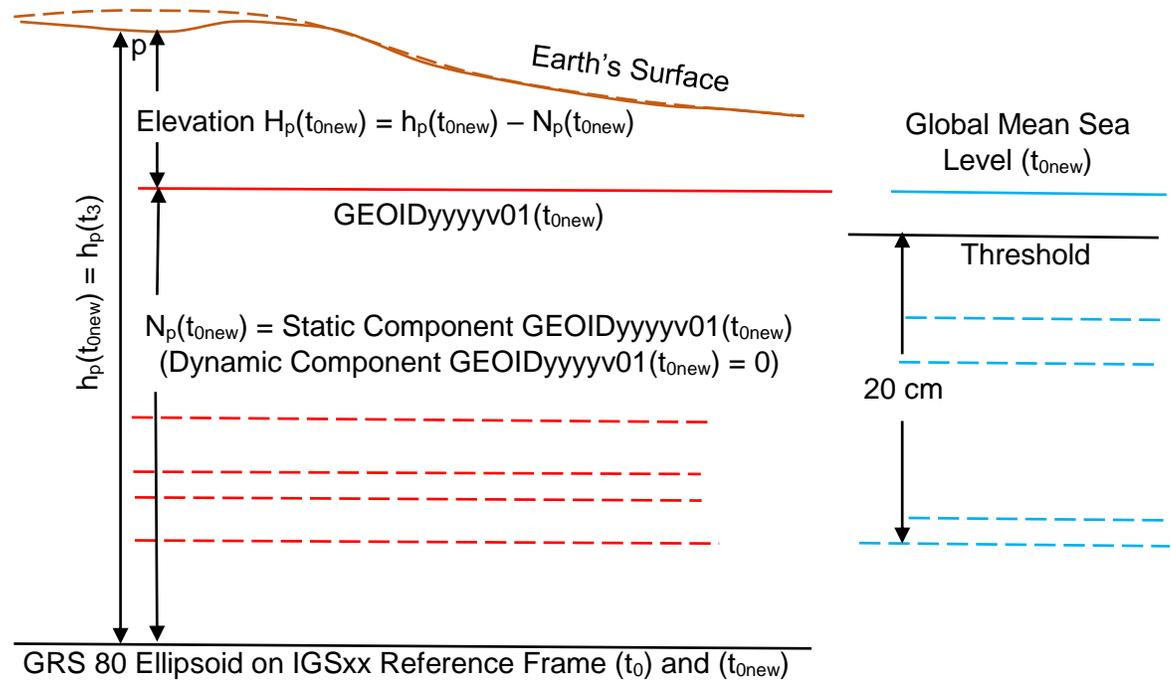 p
Earth's Surface
Elevation Hp(t0new) = hp(t0new) – Np(t0new)
Global Mean Sea
Level (t0new)
GEOIDyyyyv01(t0new)
Threshold
hp(t0new) = hp(t3)
Np(t0new) = Static Component GEOIDyyyyv01(t0new)
(Dynamic Component GEOIDyyyyv01(t0new) = 0)
20 cm
GRS 80 Ellipsoid on IGSxx Reference Frame (t0) and (t0new)